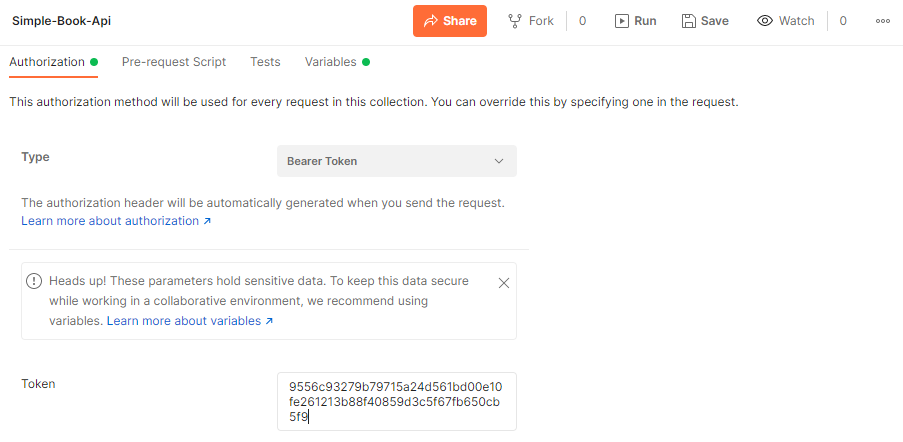 Simple-Book-Api Share Fork 0 Run Save Watch 0
Authorization Pre-request Script Tests Variables
This authorization method will be used for every request in this collection. You can override this by specifying one in the request.
Type Bearer Token
The authorization header will be automatically generated when you send the request.
Learn more about authorization ↗
Heads up! These parameters hold sensitive data. To keep this data secure
while working in a collaborative environment, we recommend using
variables. Learn more about variables ↗
Token 9556c93279b79715a24d561bd00e10
fe261213b88f40859d3c5f67fb650cb
5f9